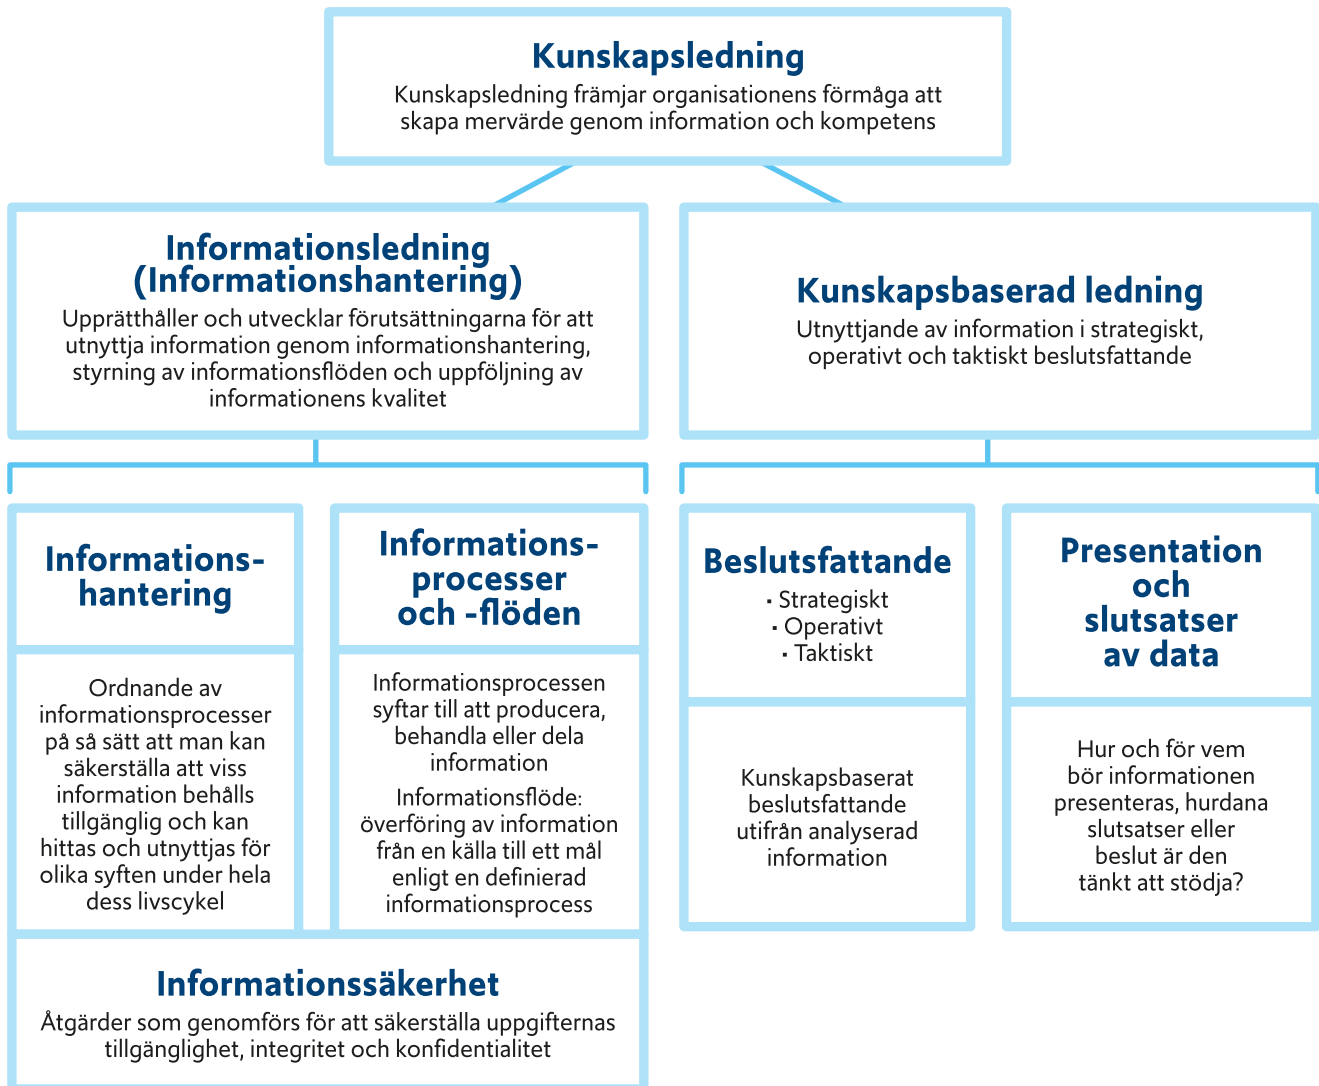 Kunskapsledning
Kunskapsledning främjar organisationens förmåga att
skapa mervärde genom information och kompetens
Informationsledning
(Informationshantering)
Upprätthåller och utvecklar förutsättningarna för att
utnyttja information genom informationshantering,
styrning av informationsflöden och uppföljning av
informationens kvalitet
Kunskapsbaserad ledning
Utnyttjande av information i strategiskt,
operativt och taktiskt beslutsfattande
Informations-
hantering
Ordnande av
informationsprocesser
på så sätt att man kan
säkerställa att viss
information behålls
tillgänglig och kan
hittas och utnyttjas för
olika syften under hela
dess livscykel
Informations-
processer
och -flöden
Informationsprocessen
syftar till att producera,
behandla eller dela
information
Informationsflöde:
överföring av information
från en källa till ett mål
enligt en definierad
informationsprocess
Informationssäkerhet
Åtgärder som genomförs för att säkerställa uppgifternas
tillgänglighet, integritet och konfidentialitet
Beslutsfattande
▪ Strategiskt
▪ Operativt
▪ Taktiskt
Kunskapsbaserat
beslutsfattande
utifrån analyserad
information
Presentation
och
slutsatser
av data
Hur och för vem
bör informationen
presenteras, hurdana
slutsatser eller
beslut är den
tänkt att stödja?